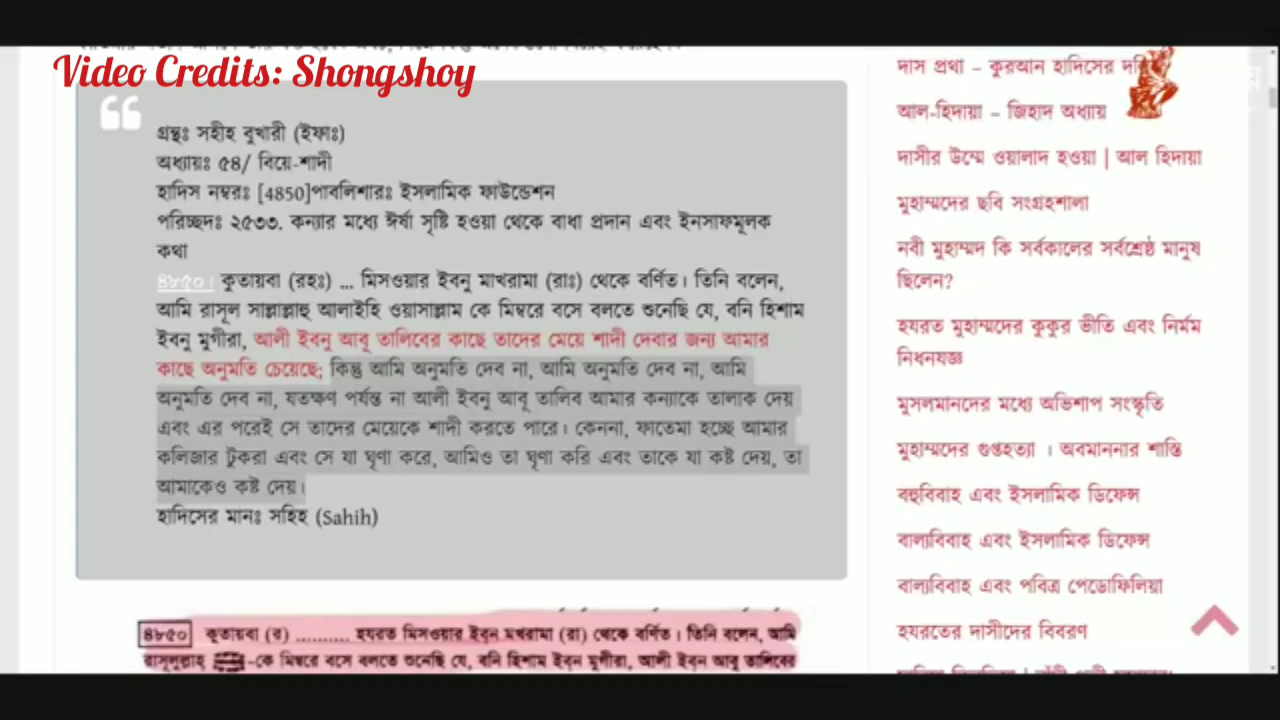 Video Credits: Shongshoy
গ্রন্থঃ সহীহ বুখারী (ইফাঃ)
অধ্যায়ঃ ৫৪/ বিয়ে-শাদী
হাদিস নম্বরঃ [4850]পাবলিশারঃ ইসলামিক ফাউন্ডেশন
পরিচ্ছদঃ ২৫৩৩. কন্যার মধ্যে ঈর্ষা সৃষ্টি হওয়া থেকে বাধা প্রদান এবং ইনসাফমূলক
কথা
৪৮৫০। কুতায়বা (রহঃ) ... মিসওয়ার ইবনু মাখরামা (রাঃ) থেকে বর্ণিত। তিনি বলেন,
আমি রাসূল সাল্লাল্লাহু আলাইহি ওয়াসাল্লাম কে মিম্বরে বসে বলতে শুনেছি যে, বনি হিশাম
ইবনু মুগীরা, আলী ইবনু আবূ তালিবের কাছে তাদের মেয়ে শাদী দেবার জন্য আমার
কাছে অনুমতি চেয়েছে; কিন্তু আমি অনুমতি দেব না, আমি অনুমতি দেব না, আমি
অনুমতি দেব না, যতক্ষণ পর্যন্ত না আলী ইবনু আবূ তালিব আমার কন্যাকে তালাক দেয়
এবং এর পরেই সে তাদের মেয়েকে শাদী করতে পারে। কেননা, ফাতেমা হচ্ছে আমার
কলিজার টুকরা এবং সে যা ঘৃণা করে, আমিও তা ঘৃণা করি এবং তাকে যা কষ্ট দেয়, তা
আমাকেও কষ্ট দেয়।
হাদিসের মানঃ সহিহ (Sahih)
৪৮৫০ কুতায়বা (র) .......... হযরত মিসওয়ার ইব্‌ন মখরামা (রা) থেকে বর্ণিত। তিনি বলেন, আমি
রাসূলুল্লাহ্ -কে মিম্বরে বসে বলতে শুনেছি যে, বনি হিশাম ইব্‌ন মুগীরা, আলী ইব্‌ন আবূ তালিবের
দাস প্রথা – কুরআন হাদিসের
আল-হিদায়া – জিহাদ অধ্যায়
দাসীর উম্মে ওয়ালাদ হওয়া | আল হিদায়া
মুহাম্মদের ছবি সংগ্রহশালা
নবী মুহাম্মদ কি সর্বকালের সর্বশ্রেষ্ঠ মানুষ
ছিলেন?
হযরত মুহাম্মদের কুকুর ভীতি এবং নির্মম
নিধনযজ্ঞ
মুসলমানদের মধ্যে অভিশাপ সংস্কৃতি
মুহাম্মদের গুপ্তহত্যা । অবমাননার শাস্তি
বহুবিবাহ এবং ইসলামিক ডিফেন্স
বাল্যবিবাহ এবং ইসলামিক ডিফেন্স
বাল্যবিবাহ এবং পবিত্র পেডোফিলিয়া
হযরতের দাসীদের বিবরণ